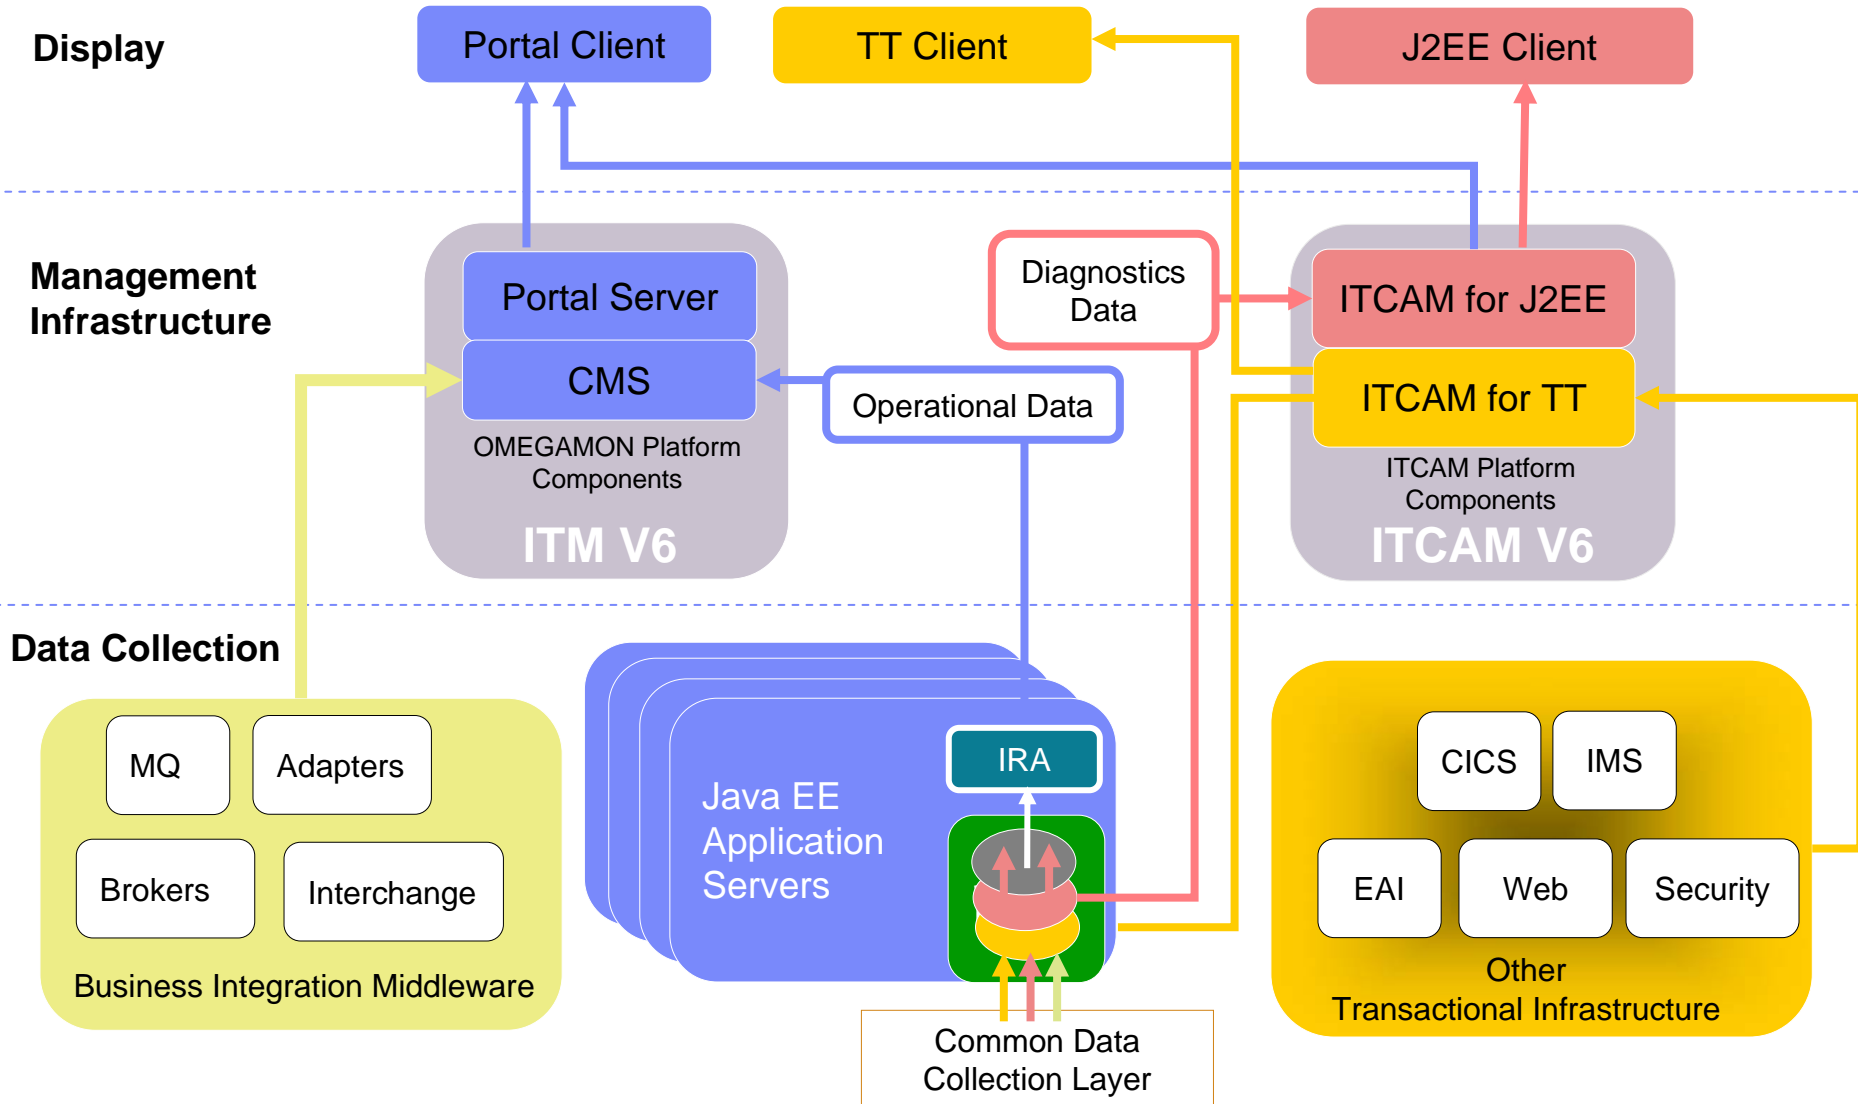 Display
Portal Client
TT Client
J2EE Client
Management
Infrastructure
Portal Server
CMS
OMEGAMON Platform
Components
ITM V6
Diagnostics
Data
Operational Data
ITCAM for J2EE
ITCAM for TT
ITCAM Platform
Components
ITCAM V6
Data Collection
MQ
Adapters
Brokers
Interchange
Business Integration Middleware
Java EE
Application
Servers
IRA
Common Data
Collection Layer
CICS
IMS
EAI
Web
Security
Other
Transactional Infrastructure